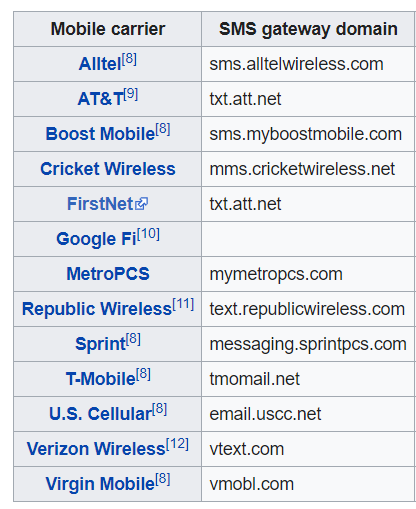 Mobile carrier SMS gateway domain
Alltel[8] sms.alltelwireless.com
AT&T[9] txt.att.net
Boost Mobile[8] sms.myboostmobile.com
Cricket Wireless mms.cricketwireless.net
FirstNet txt.att.net
Google Fi[10]
MetroPCS mymetropcs.com
Republic Wireless[11] text.republicwireless.com
Sprint[8] messaging.sprintpcs.com
T-Mobile[8] tmomail.net
U.S. Cellular[8] email.uscc.net
Verizon Wireless[12] vtext.com
Virgin Mobile[8] vmobl.com